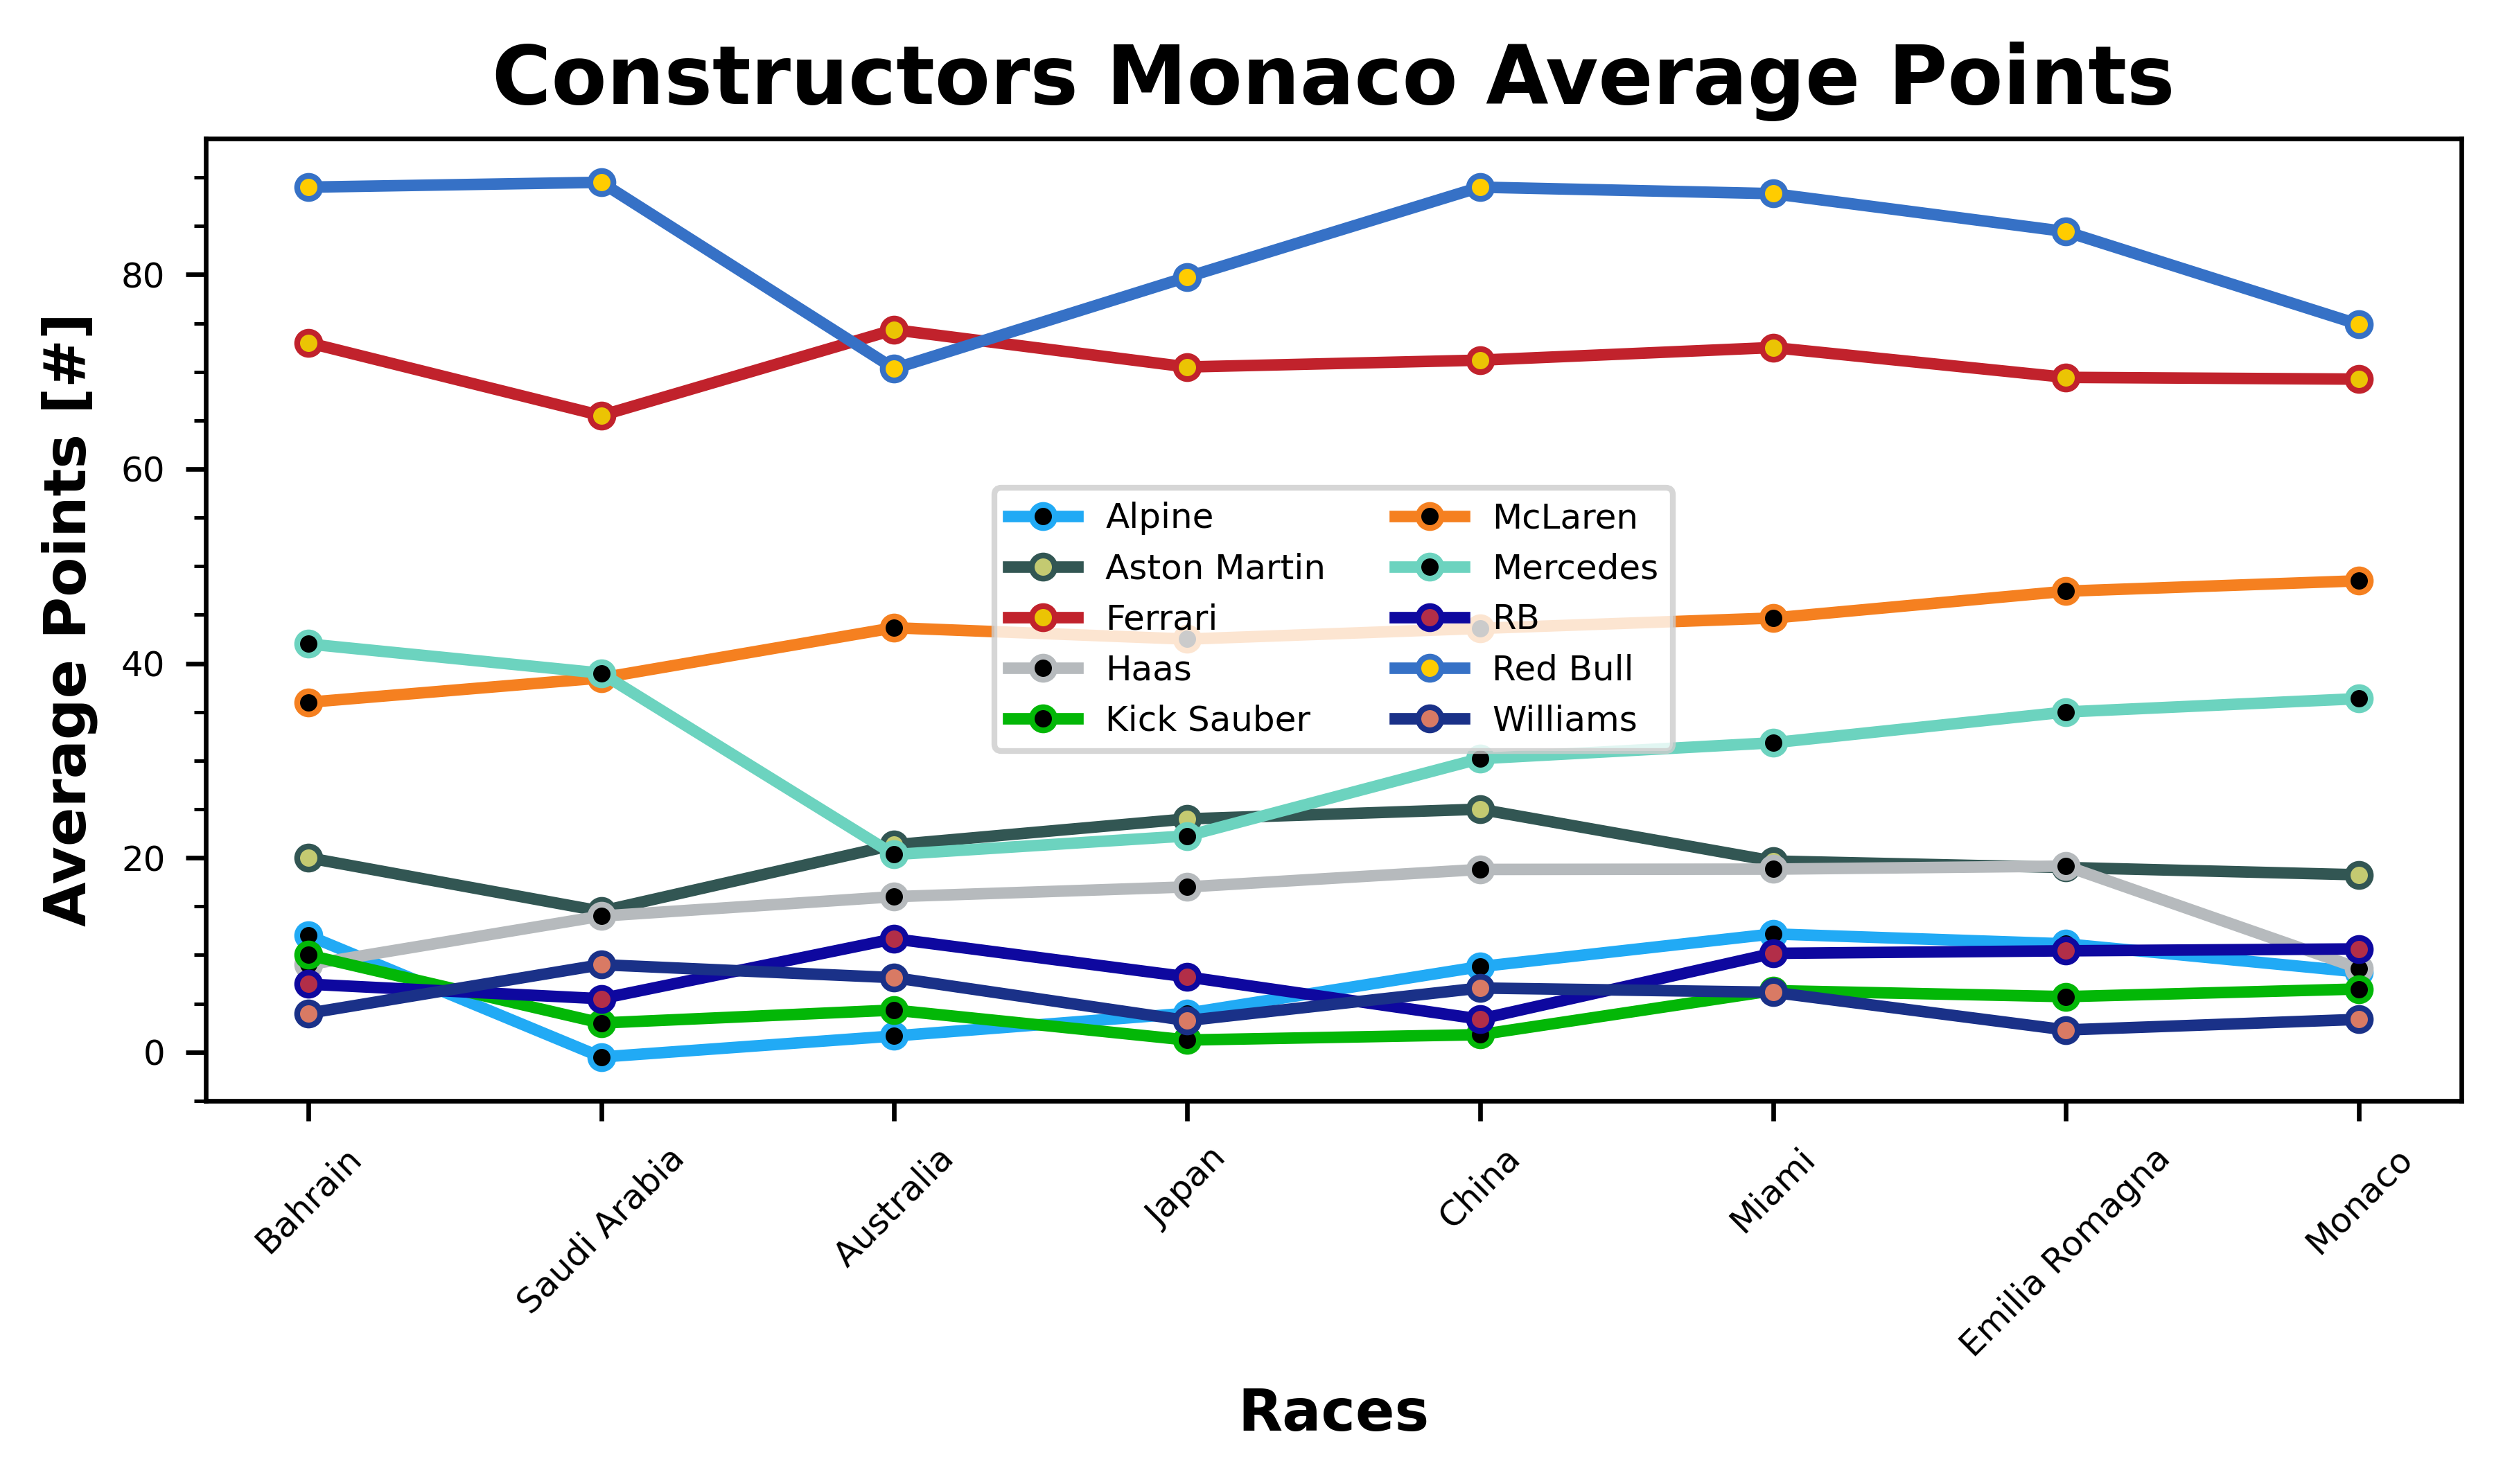 Constructors Monaco Average Points
Average Points [#]
80
60
40
20
0
Alpine
Aston Martin
Ferrari
Haas
Kick Sauber
McLaren
Mercedes
RB
Red Bull
Williams
Bahrain
Saudi Arabia
Australia
Japan
China
Miami
Emilia Romagna
Monaco
Races